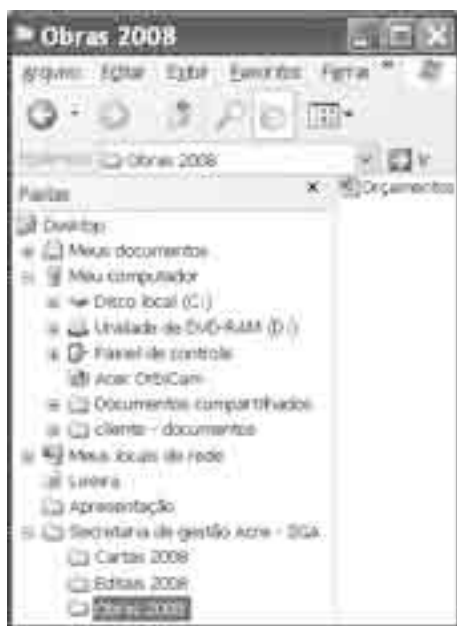 Obras 2008
Arquivo Editar Exibir Favoritos Ferra »
Obras 2008
Pastas × Orçamentos
Desktop
Meus documentos
Meu computador
Disco local (C:)
Unidade de DVD-RAM (D:)
Painel de controle
Acer OrbiCam
Documentos compartilhados
cliente - documentos
Meus locais de rede
Lixeira
Apresentação
Secretaria de gestão Acre - SGA
Cartas 2008
Editais 2008
Obras 2008